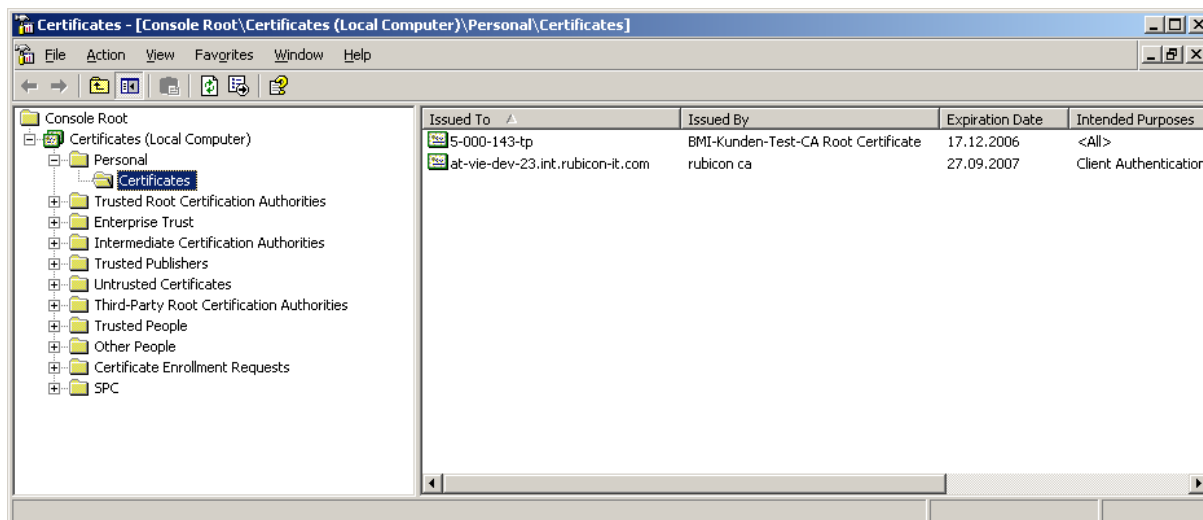 Certificates - [Console Root\Certificates (Local Computer)\Personal\Certificates]
File Action View Favorites Window Help
Console Root
Certificates (Local Computer)
Personal
Certificates
Trusted Root Certification Authorities
Enterprise Trust
Intermediate Certification Authorities
Trusted Publishers
Untrusted Certificates
Third-Party Root Certification Authorities
Trusted People
Other People
Certificate Enrollment Requests
SPC
Issued To Issued By Expiration Date Intended Purposes
5-000-143-tp BMI-Kunden-Test-CA Root Certificate 17.12.2006 <All>
at-vie-dev-23.int.rubicon-it.com rubicon ca 27.09.2007 Client Authentication